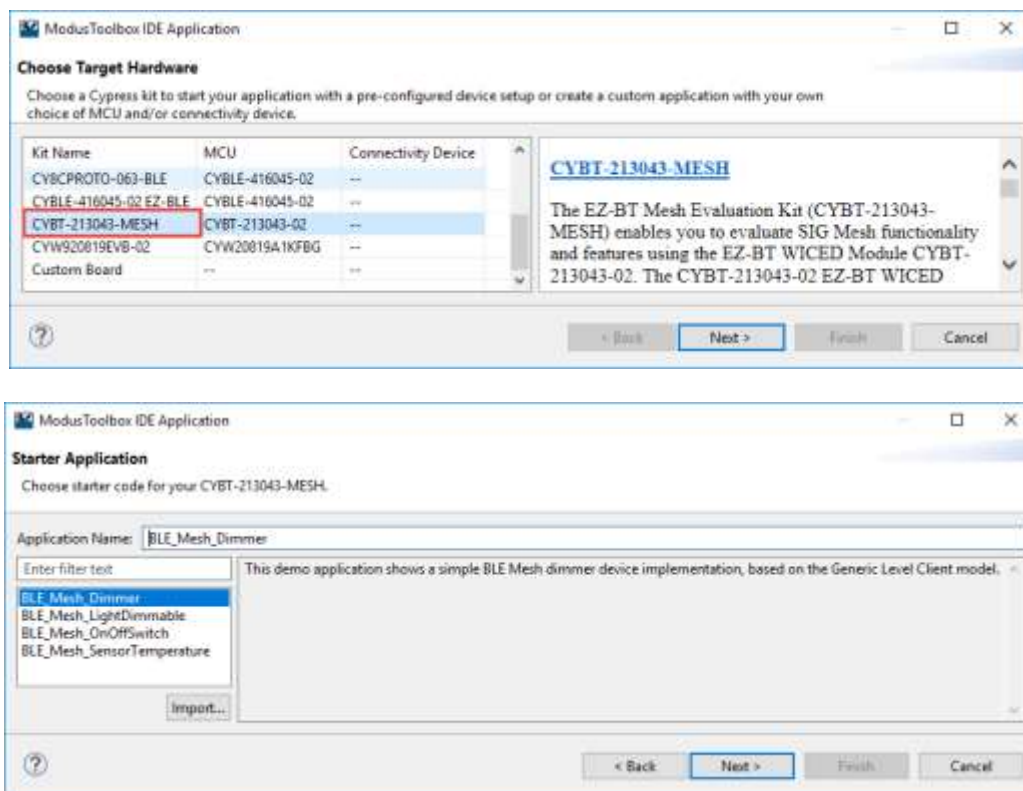 ModusToolbox IDE Application
Choose Target Hardware
Choose a Cypress kit to start your application with a pre-configured device setup or create a custom application with your own
choice of MCU and/or connectivity device.
Kit Name MCU Connectivity Device
CY8CPROTO-063-BLE CYBLE-416045-02 --
CYBLE-416045-02 EZ-BLE CYBLE-416045-02 --
CYBT-213043-MESH CYBT-213043-02 --
CYW920819EVB-02 CYW20819A1KFBG --
Custom Board -- --
CYBT-213043-MESH
The EZ-BT Mesh Evaluation Kit (CYBT-213043-
MESH) enables you to evaluate SIG Mesh functionality
and features using the EZ-BT WICED Module CYBT-
213043-02. The CYBT-213043-02 EZ-BT WICED
< Back Next > Finish Cancel
ModusToolbox IDE Application
Starter Application
Choose starter code for your CYBT-213043-MESH.
Application Name: BLE_Mesh_Dimmer
Enter filter text
BLE_Mesh_Dimmer
BLE_Mesh_LightDimmable
BLE_Mesh_OnOffSwitch
BLE_Mesh_SensorTemperature
Import...
This demo application shows a simple BLE Mesh dimmer device implementation, based on the Generic Level Client model.
< Back Next > Finish Cancel